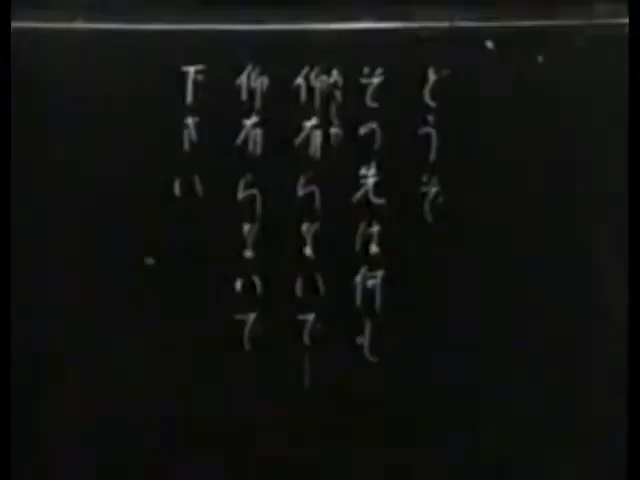 どうぞ
その先は何も
仰有らないで―
仰有らないで
下さい